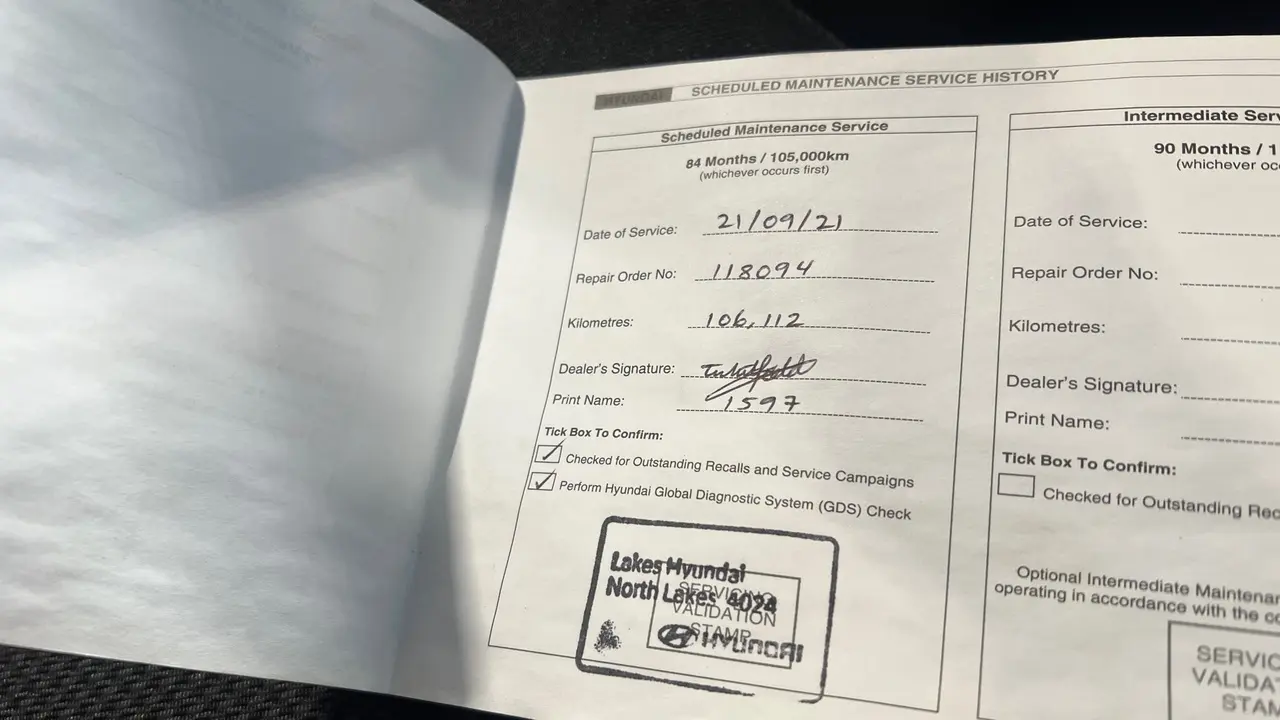 HYUNDAI SCHEDULED MAINTENANCE SERVICE HISTORY
Scheduled Maintenance Service
84 Months / 105,000km
(whichever occurs first)
Date of Service: 21/09/21
Repair Order No: 118094
Kilometres: 106,112
Dealer's Signature:
Print Name: 1597
Tick Box To Confirm:
Checked for Outstanding Recalls and Service Campaigns
Perform Hyundai Global Diagnostic System (GDS) Check
Lakes Hyundai
North Lakes 4024
HYUNDAI
SERVICING
VALIDATION
STAMP
Intermediate Serv
90 Months / 1
(whichever oc
Date of Service:
Repair Order No:
Kilometres:
Dealer's Signature:
Print Name:
Tick Box To Confirm:
Checked for Outstanding Rec
Optional Intermediate Maintenan
operating in accordance with the co
SERVIC
VALIDA
STAM